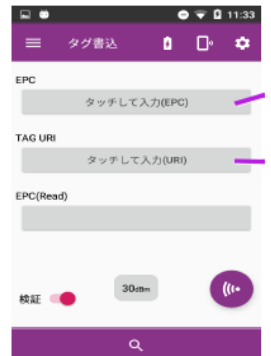 11:33
タグ書込
EPC
タッチして入力(EPC)
TAG URI
タッチして入力(URI)
EPC(Read)
30dBm
検証